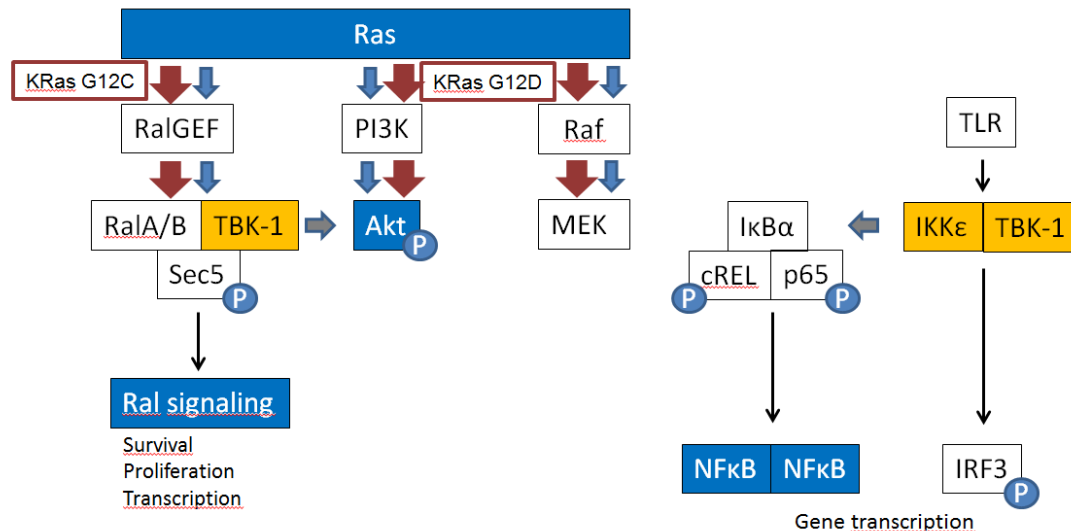 Ras
KRas G12C
KRas G12D
RalGEF
PI3K
Raf
TLR
RalA/B
TBK-1
Akt
P
MEK
IκBα
IKKε
TBK-1
Sec5
P
cREL
p65
P
P
Ral signaling
Survival
Proliferation
Transcription
NFκB
NFκB
IRF3
P
Gene transcription